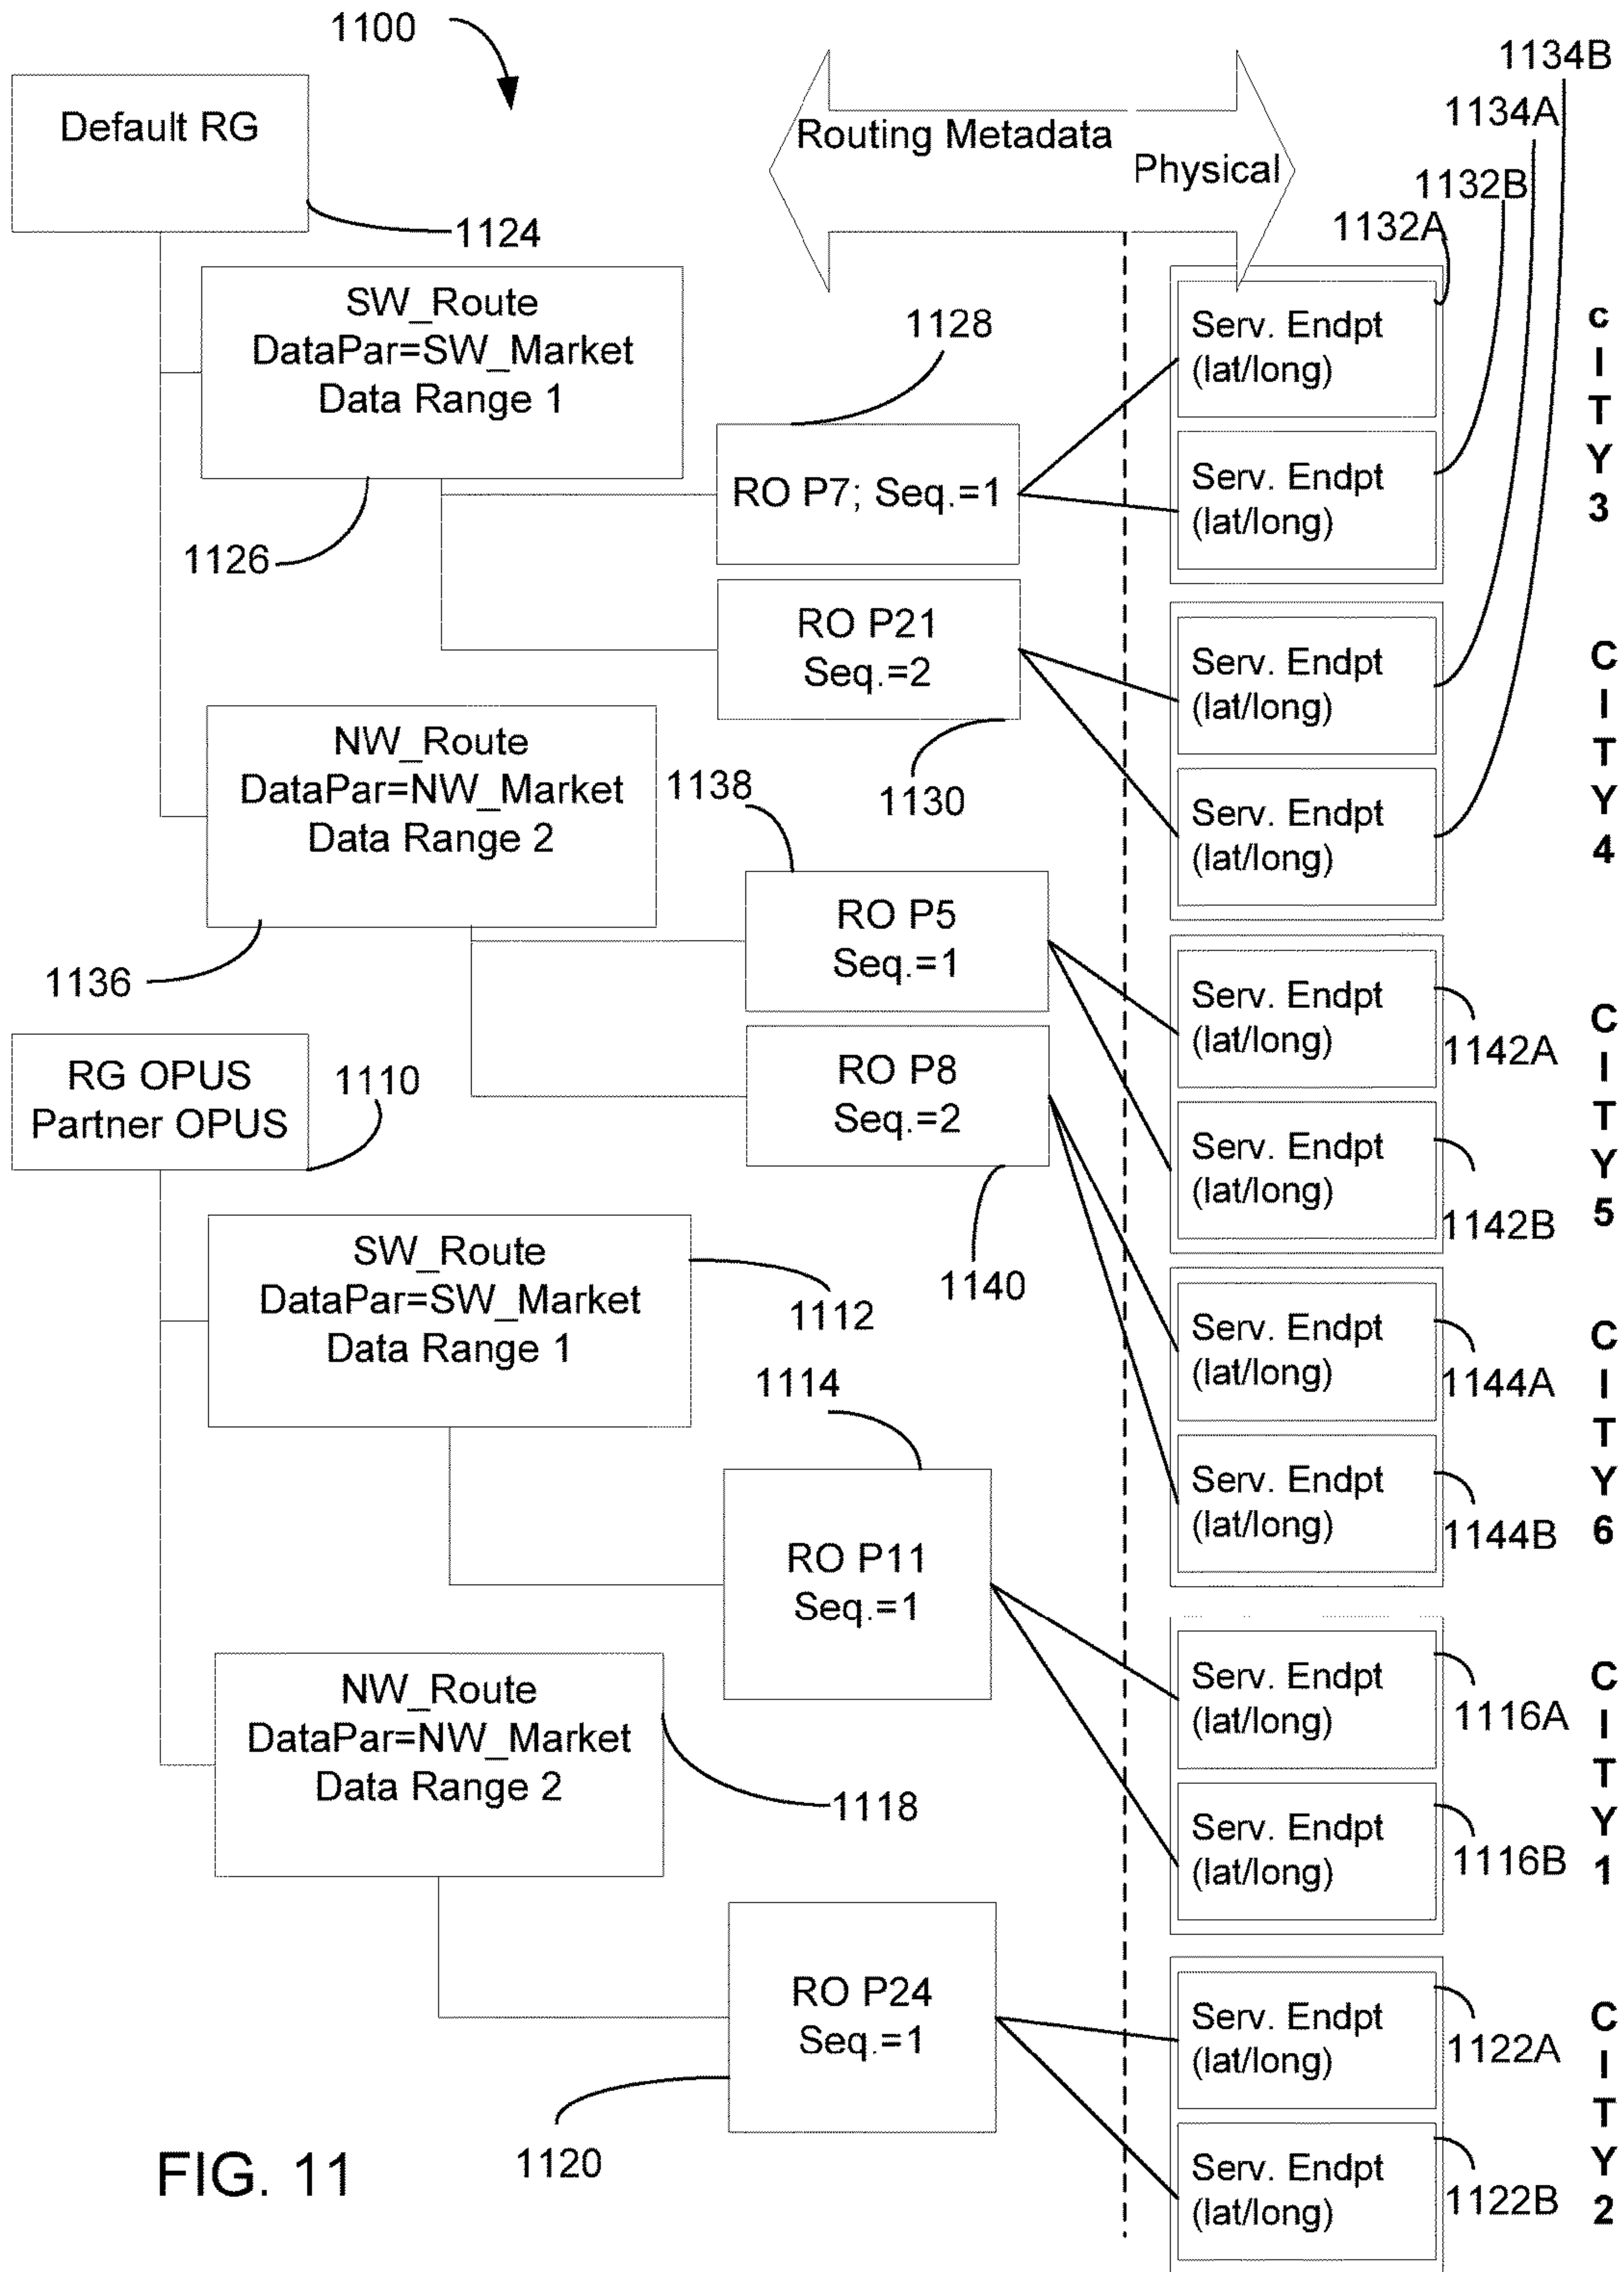 1100
1134B
1134A
1132B
1132A
Default RG
Routing Metadata
Physical
1124
SW_Route
DataPar=SW_Market
Data Range 1
1126
1128
RO P7; Seq.=1
RO P21
Seq.=2
1130
Serv. Endpt
(lat/long)
Serv. Endpt
(lat/long)
cITY3
Serv. Endpt
(lat/long)
Serv. Endpt
(lat/long)
CITY4
NW_Route
DataPar=NW_Market
Data Range 2
1136
1138
RO P5
Seq.=1
RO P8
Seq.=2
1140
Serv. Endpt
(lat/long)
1142A
Serv. Endpt
(lat/long)
1142B
CITY5
Serv. Endpt
(lat/long)
1144A
Serv. Endpt
(lat/long)
1144B
CITY6
RG OPUS
Partner OPUS
1110
SW_Route
DataPar=SW_Market
Data Range 1
1112
1114
RO P11
Seq.=1
Serv. Endpt
(lat/long)
1116A
Serv. Endpt
(lat/long)
1116B
CITY1
NW_Route
DataPar=NW_Market
Data Range 2
1118
RO P24
Seq.=1
1120
Serv. Endpt
(lat/long)
1122A
Serv. Endpt
(lat/long)
1122B
CITY2
FIG. 11